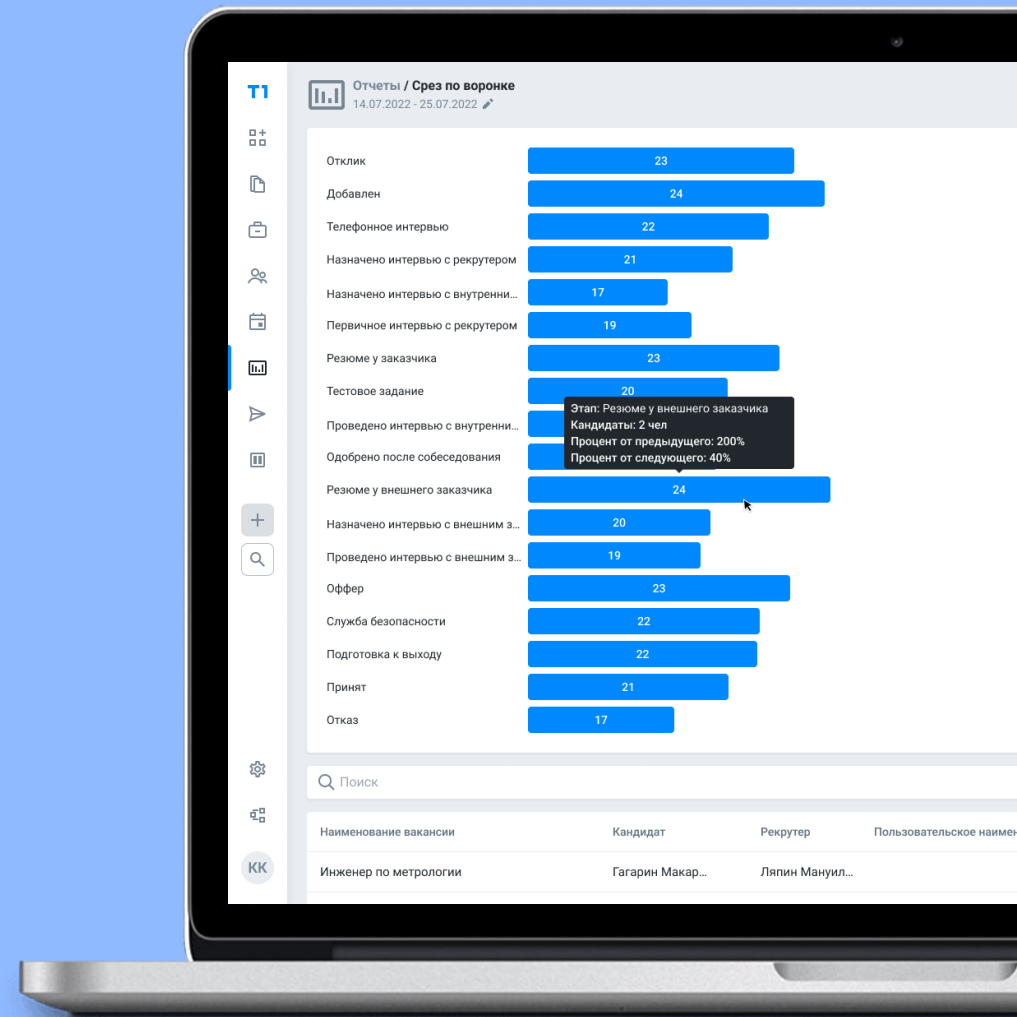 T1
Отчеты / Срез по воронке
14.07.2022 - 25.07.2022
Отклик 23
Добавлен 24
Телефонное интервью 22
Назначено интервью с рекрутером 21
Назначено интервью с внутренни... 17
Первичное интервью с рекрутером 19
Резюме у заказчика 23
Тестовое задание 20
Этап: Резюме у внешнего заказчика
Кандидаты: 2 чел
Процент от предыдущего: 200%
Процент от следующего: 40%
Проведено интервью с внутренни...
Одобрено после собеседования
Резюме у внешнего заказчика 24
Назначено интервью с внешним з... 20
Проведено интервью с внешним з... 19
Оффер 23
Служба безопасности 22
Подготовка к выходу 22
Принят 21
Отказ 17
Поиск
Наименование вакансии Кандидат Рекрутер Пользовательское наимен
Инженер по метрологии Гагарин Макар... Ляпин Мануил...
КК